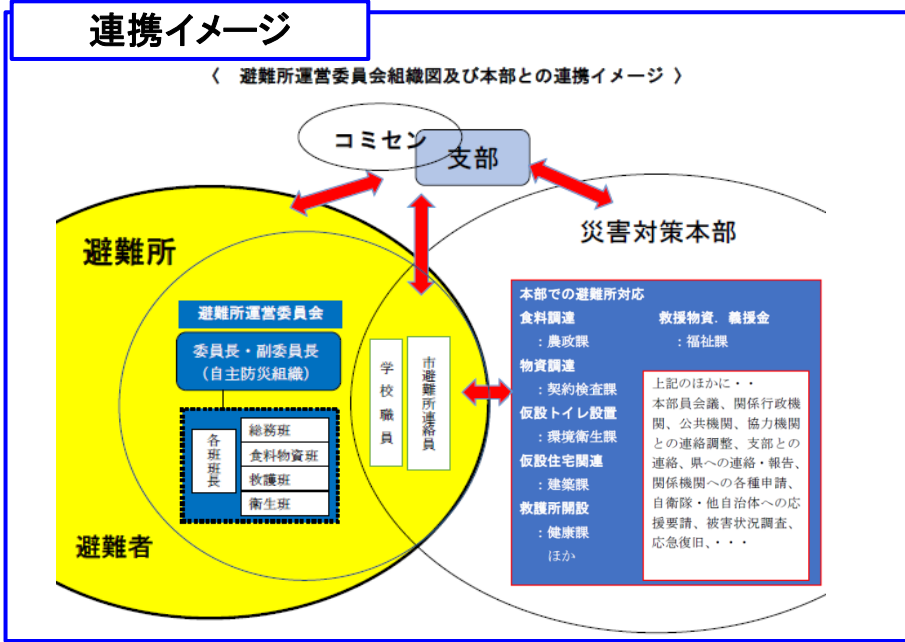 連携イメージ
〈 避難所運営委員会組織図及び本部との連携イメージ 〉
コミセン
支部
避難所
災害対策本部
避難所運営委員会
委員長・副委員長
（自主防災組織）
各班班長
総務班
食料物資班
救護班
衛生班
避難者
学校職員
市避難所連絡員
本部での避難所対応
食料調達
：農政課
物資調達
：契約検査課
仮設トイレ設置
：環境衛生課
仮設住宅関連
：建築課
救護所開設
：健康課
ほか
救援物資．義援金
：福祉課
上記のほかに・・
本部員会議、関係行政機
関、公共機関、協力機関
との連絡調整、支部との
連絡、県への連絡・報告、
関係機関への各種申請、
自衛隊・他自治体への応
援要請、被害状況調査、
応急復旧、・・・